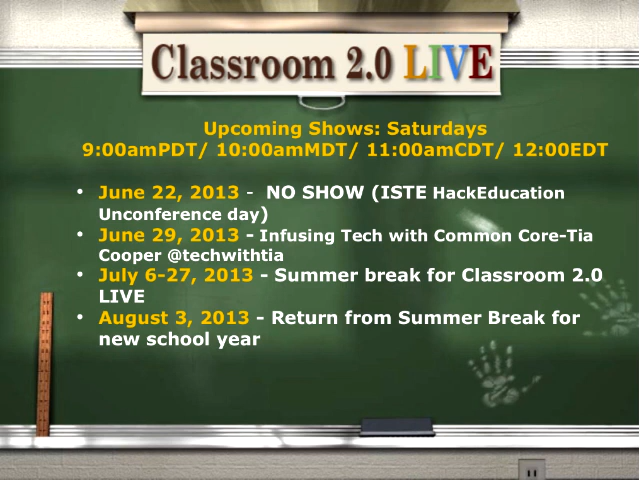 Classroom 2.0 LIVE
Upcoming Shows: Saturdays
9:00amPDT/ 10:00amMDT/ 11:00amCDT/ 12:00EDT
• June 22, 2013 - NO SHOW (ISTE HackEducation
Unconference day)
• June 29, 2013 - Infusing Tech with Common Core-Tia
Cooper @techwithtia
• July 6-27, 2013 - Summer break for Classroom 2.0
LIVE
• August 3, 2013 - Return from Summer Break for
new school year